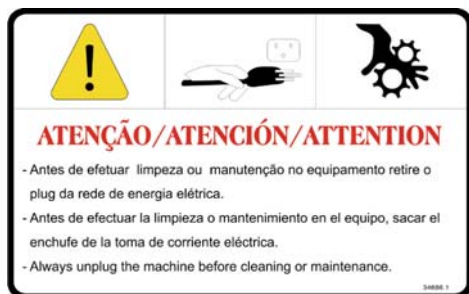 ATENÇÃO/ATENCIÓN/ATTENTION
- Antes de efetuar limpeza ou manutenção no equipamento retire o
plug da rede de energia elétrica.
- Antes de efectuar la limpieza o mantenimiento en el equipo, sacar el
enchufe de la toma de corriente eléctrica.
- Always unplug the machine before cleaning or maintenance.
54686.1